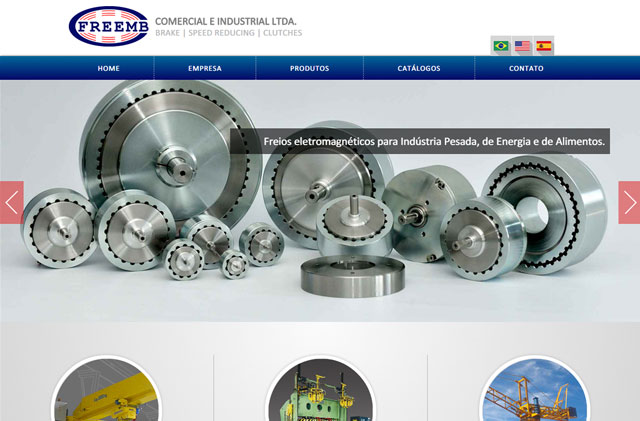 FREEMB
COMERCIAL E INDUSTRIAL LTDA.
BRAKE | SPEED REDUCING | CLUTCHES
HOME
EMPRESA
PRODUTOS
CATÁLOGOS
CONTATO
Freios eletromagnéticos para Indústria Pesada, de Energia e de Alimentos.